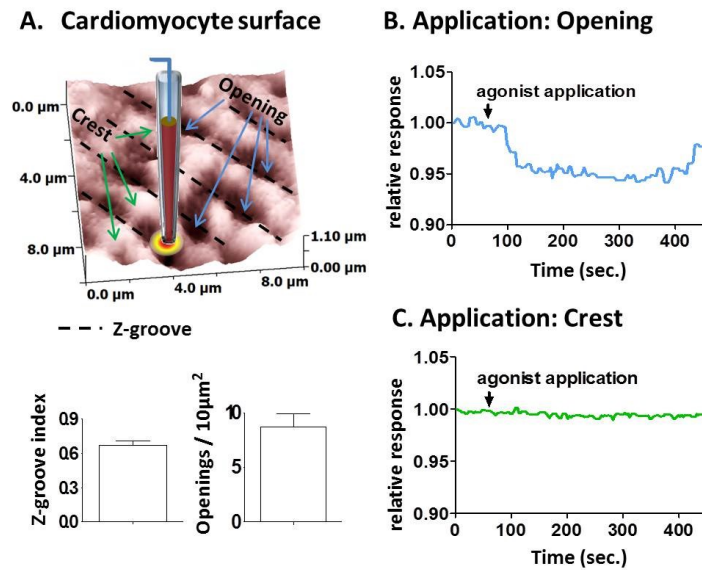 A. Cardiomyocyte surface
0.0 µm
4.0 µm
8.0 µm
Crest
Opening
1.10 µm
0.00 µm
0.0 µm
4.0 µm
8.0 µm
Z-groove
Z-groove index
0.9
0.6
0.3
0.0
Openings / 10µm²
10
5
0
B. Application: Opening
relative response
1.05
1.00
0.95
0.90
agonist application
0
100
200
300
400
Time (sec.)
C. Application: Crest
relative response
1.05
1.00
0.95
0.90
agonist application
0
100
200
300
400
Time (sec.)